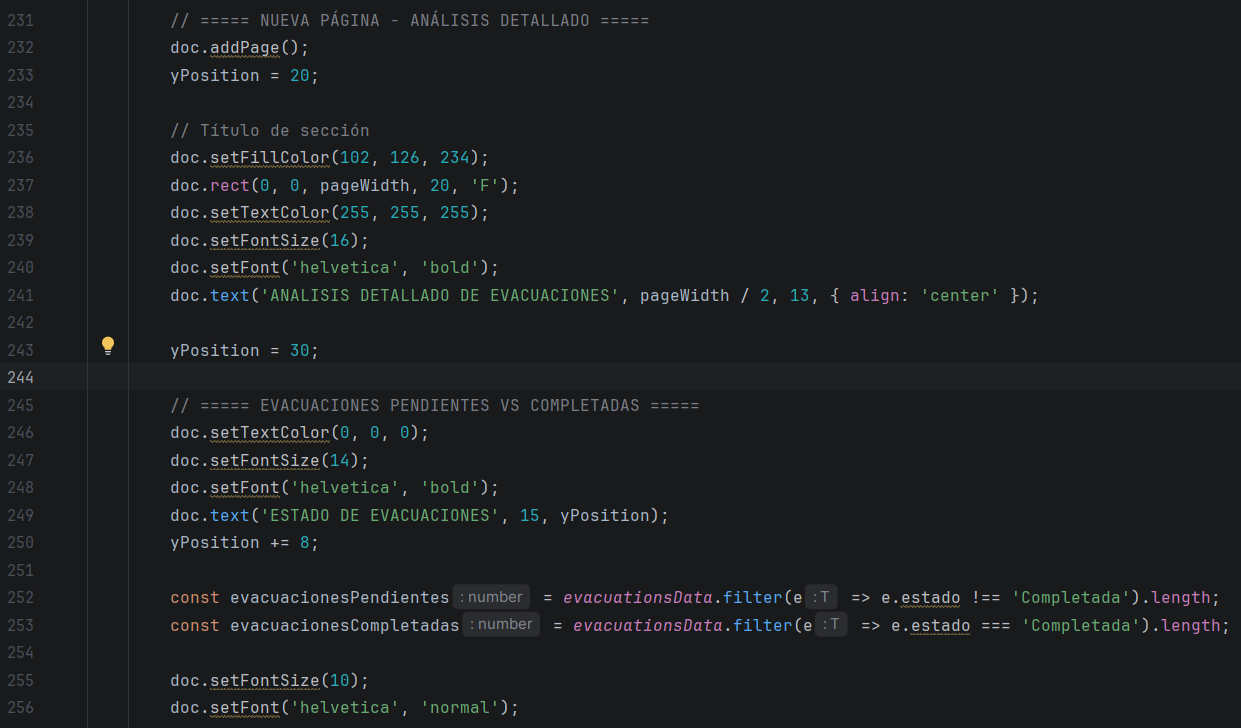 231 // ===== NUEVA PÁGINA - ANÁLISIS DETALLADO =====
232 doc.addPage();
233 yPosition = 20;
234
235 // Título de sección
236 doc.setFillColor(102, 126, 234);
237 doc.rect(0, 0, pageWidth, 20, 'F');
238 doc.setTextColor(255, 255, 255);
239 doc.setFontSize(16);
240 doc.setFont('helvetica', 'bold');
241 doc.text('ANALISIS DETALLADO DE EVACUACIONES', pageWidth / 2, 13, { align: 'center' });
242
243 yPosition = 30;
244
245 // ===== EVACUACIONES PENDIENTES VS COMPLETADAS =====
246 doc.setTextColor(0, 0, 0);
247 doc.setFontSize(14);
248 doc.setFont('helvetica', 'bold');
249 doc.text('ESTADO DE EVACUACIONES', 15, yPosition);
250 yPosition += 8;
251
252 const evacuacionesPendientes : number = evacuationsData.filter(e : T => e.estado !== 'Completada').length;
253 const evacuacionesCompletadas : number = evacuationsData.filter(e : T => e.estado === 'Completada').length;
254
255 doc.setFontSize(10);
256 doc.setFont('helvetica', 'normal');